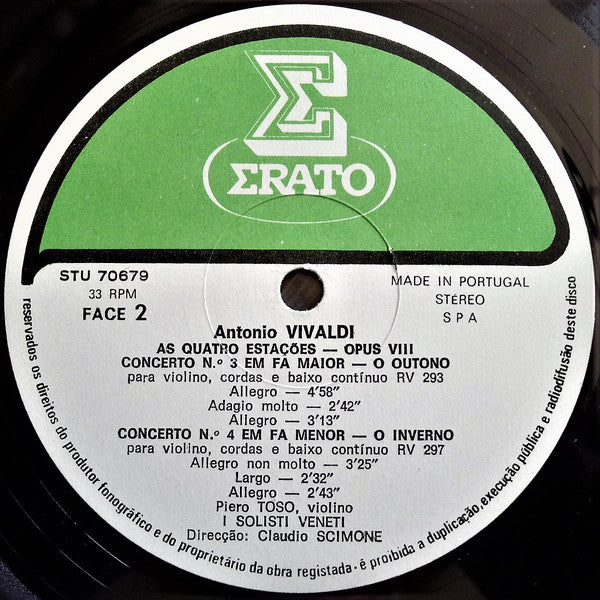 Σ
ΣRATO
STU 70679
33 RPM
FACE 2
MADE IN PORTUGAL
STÉREO
SPA
Antonio VIVALDI
AS QUATRO ESTAÇÕES — OPUS VIII
CONCERTO N.º 3 EM FA MAIOR — O OUTONO
para violino, cordas e baixo contínuo RV 293
Allegro — 4'58"
Adagio molto — 2'42"
Allegro — 3'13"
CONCERTO N.º 4 EM FA MENOR — O INVERNO
para violino, cordas e baixo contínuo RV 297
Allegro non molto — 3'25"
Largo — 2'32"
Allegro — 2'43"
Piero TOSO, violino
I SOLISTI VENETI
Direcção: Claudio SCIMONE
reservados os direitos do produtor fonográfico e do proprietário da obra registada - é proibida a duplicação, execução pública e radiodifusão deste disco